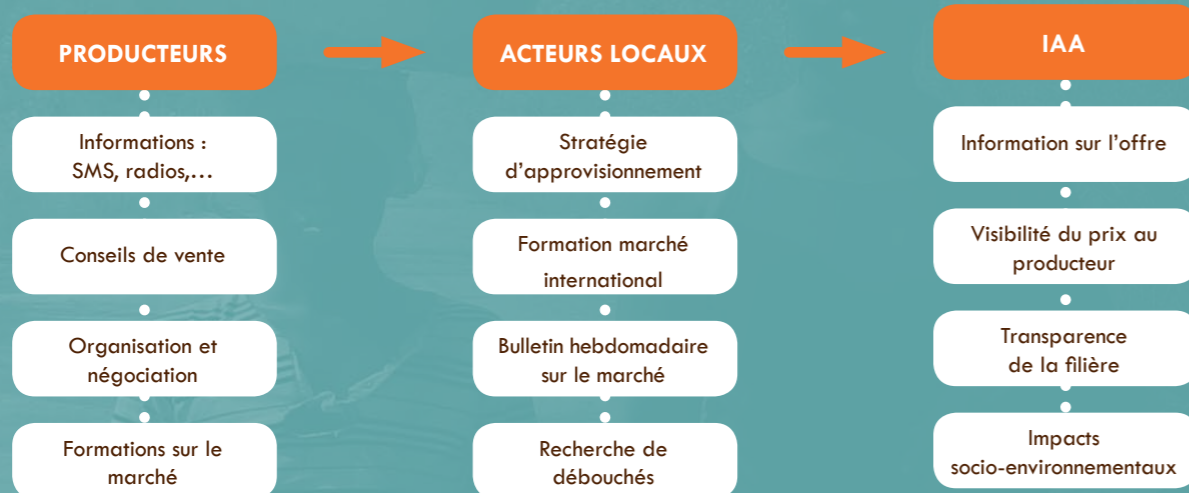 PRODUCTEURS
Informations :
SMS, radios,...
Conseils de vente
Organisation et
négociation
Formations sur le
marché
ACTEURS LOCAUX
Stratégie
d’approvisionnement
Formation marché
international
Bulletin hebdomadaire
sur le marché
Recherche de
débouchés
IAA
Information sur l’offre
Visibilité du prix au
producteur
Transparence
de la filière
Impacts
socio-environnementaux